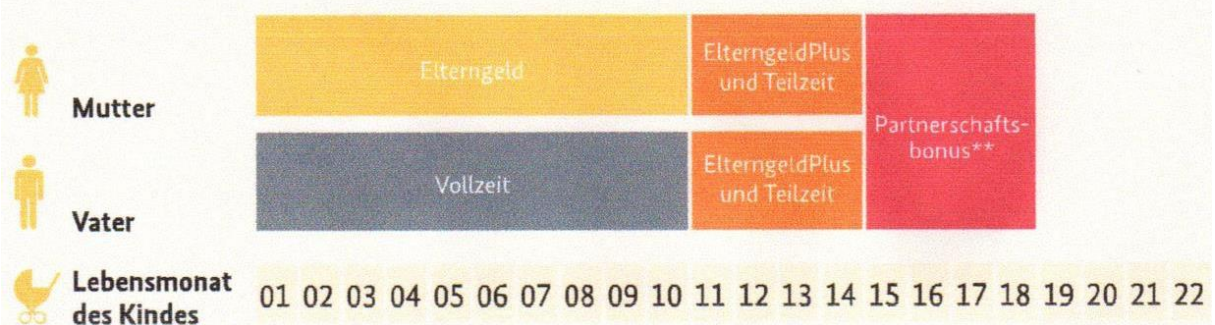 Mutter
Elterngeld
ElterngeldPlus
und Teilzeit
Partnerschafts-
bonus**
Vater
Vollzeit
ElterngeldPlus
und Teilzeit
Lebensmonat
des Kindes
01 02 03 04 05 06 07 08 09 10 11 12 13 14 15 16 17 18 19 20 21 22